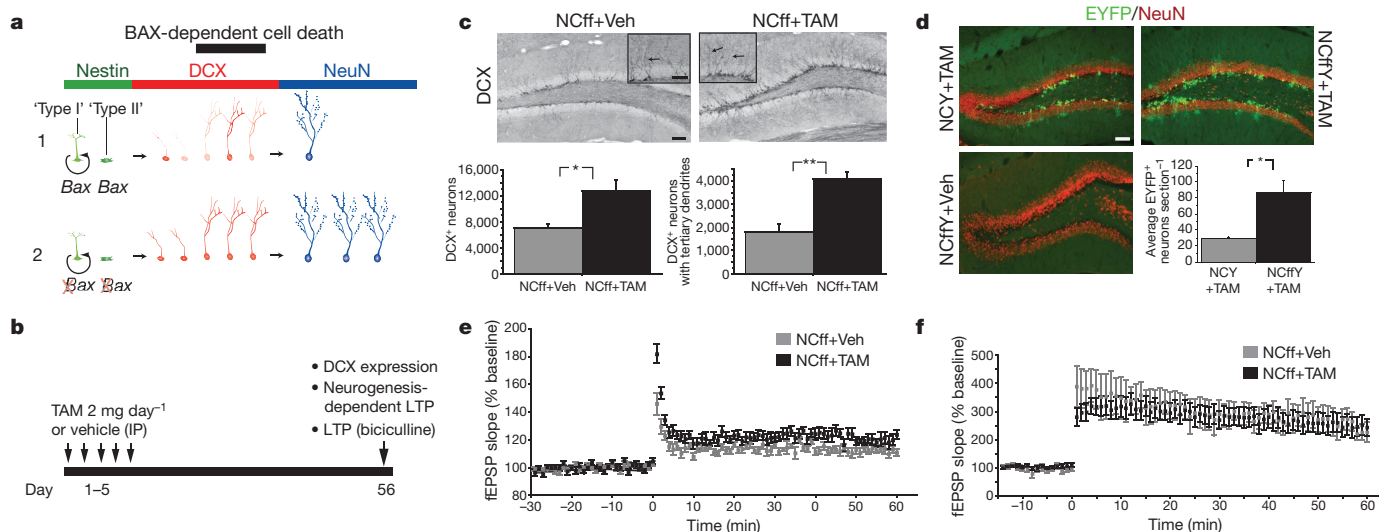 a
BAX-dependent cell death
Nestin
DCX
NeuN
'Type I' 'Type II'
1
Bax Bax
2
Bax Bax
b
TAM 2 mg day⁻¹
or vehicle (IP)
• DCX expression
• Neurogenesis-
dependent LTP
• LTP (biciculline)
Day
1–5
56
c
NCff+Veh
NCff+TAM
DCX
DCX⁺ neurons
16,000
12,000
8,000
4,000
0
*
NCff+Veh NCff+TAM
DCX⁺ neurons
with tertiary dendrites
4,000
3,000
2,000
1,000
0
**
NCff+Veh NCff+TAM
d
EYFP/NeuN
NCY+TAM
NCffY+TAM
NCffY+Veh
Average EYFP⁺
neurons section⁻¹
120
100
80
60
40
20
0
*
NCY
+TAM
NCffY
+TAM
e
fEPSP slope (% baseline)
200
180
160
140
120
100
80
NCff+Veh
NCff+TAM
–30 –20 –10 0 10 20 30 40 50 60
Time (min)
f
fEPSP slope (% baseline)
500
400
300
200
100
0
NCff+Veh
NCff+TAM
–10 0 10 20 30 40 50 60
Time (min)